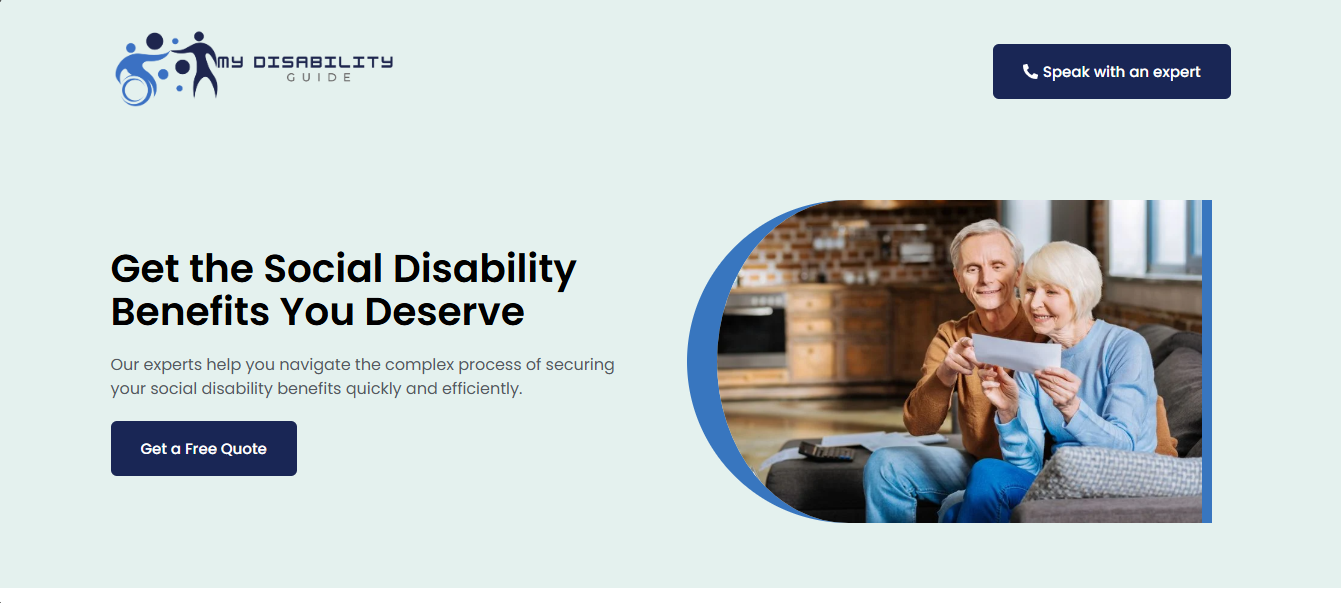 MY DISABILITY
GUIDE
Speak with an expert
Get the Social Disability
Benefits You Deserve
Our experts help you navigate the complex process of securing
your social disability benefits quickly and efficiently.
Get a Free Quote